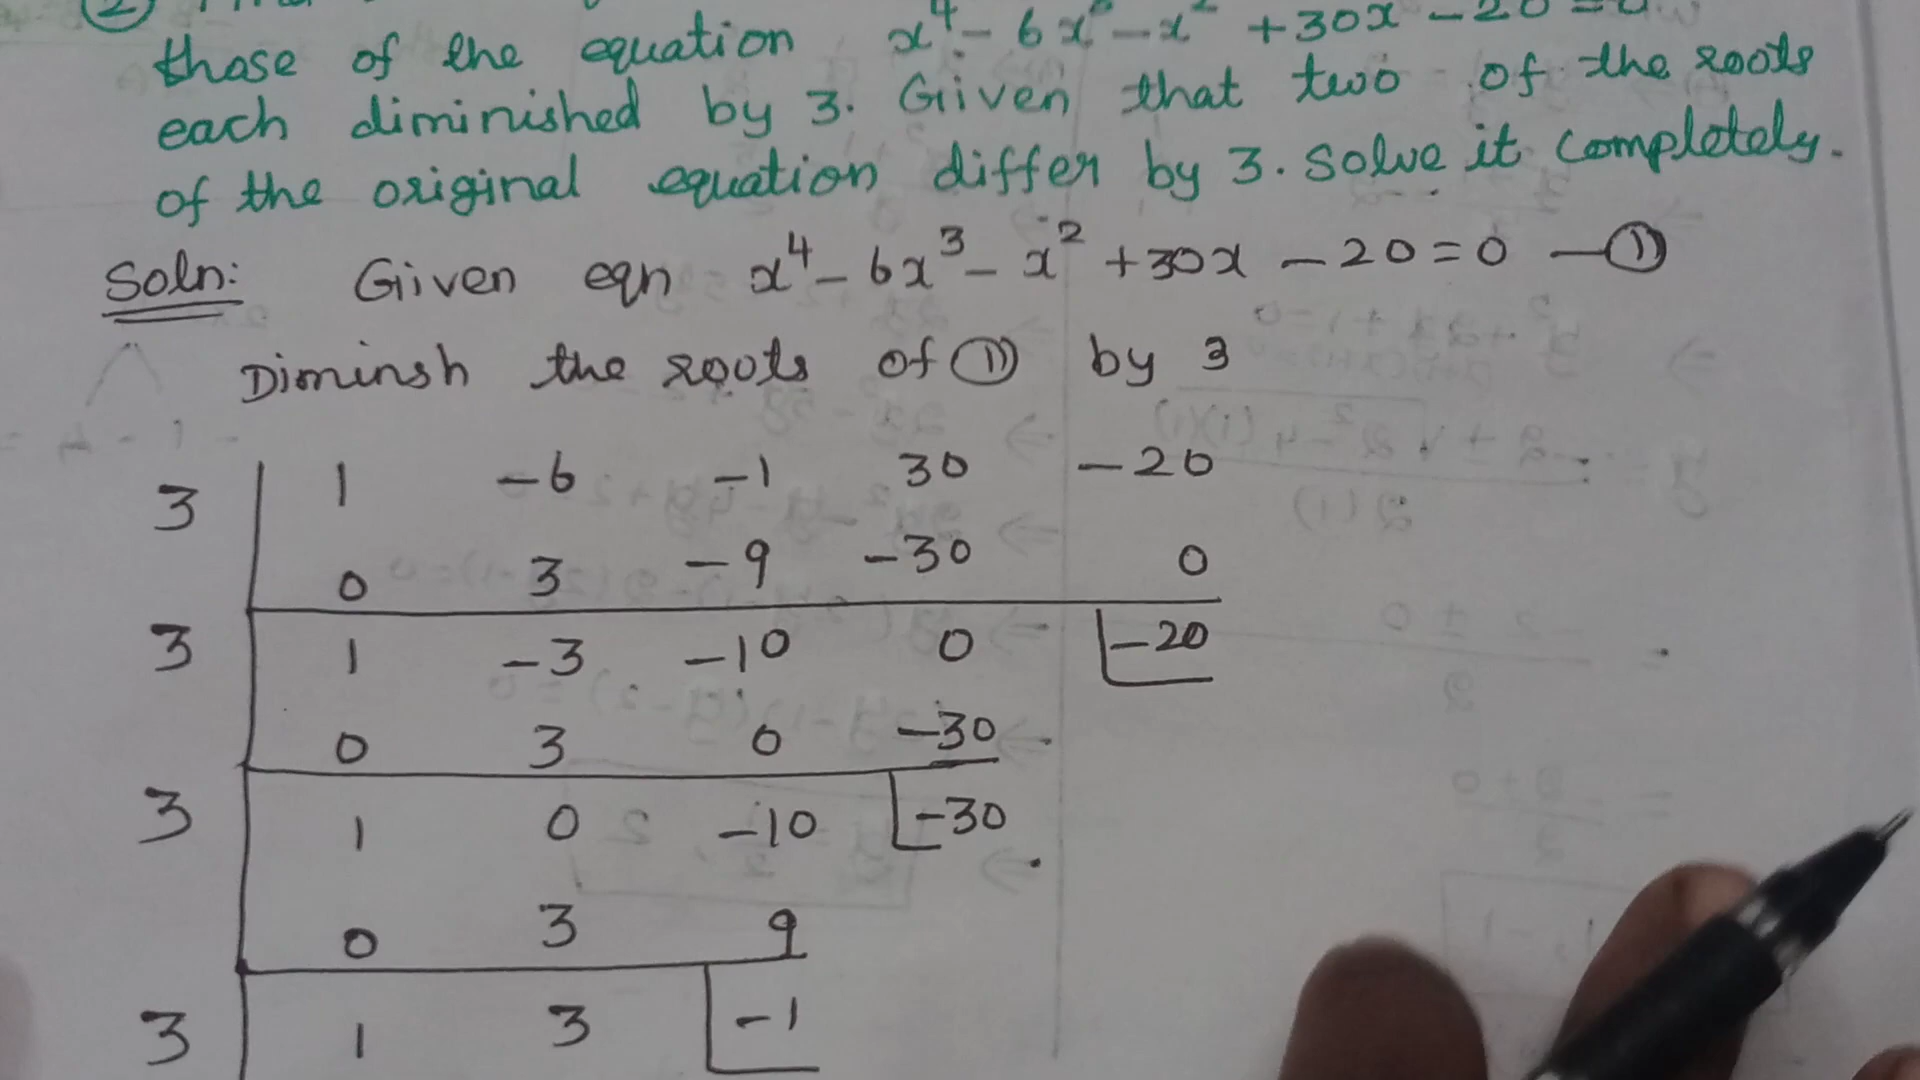 ②
those of the equation x⁴ - 6x³ - x² + 30x - 20 = 0.
each diminished by 3. Given that two of the roots
of the original equation differ by 3. Solve it completely.
Soln: Given eqn x⁴ - 6x³ - x² + 30x - 20 = 0 — ①
Diminsh the roots of ① by 3
3 | 1 -6 -1 30 -20
0 3 -9 -30 0
3 | 1 -3 -10 0 |-20
0 3 0 -30
3 | 1 0 -10 |-30
0 3 9
3 | 1 3 |-1